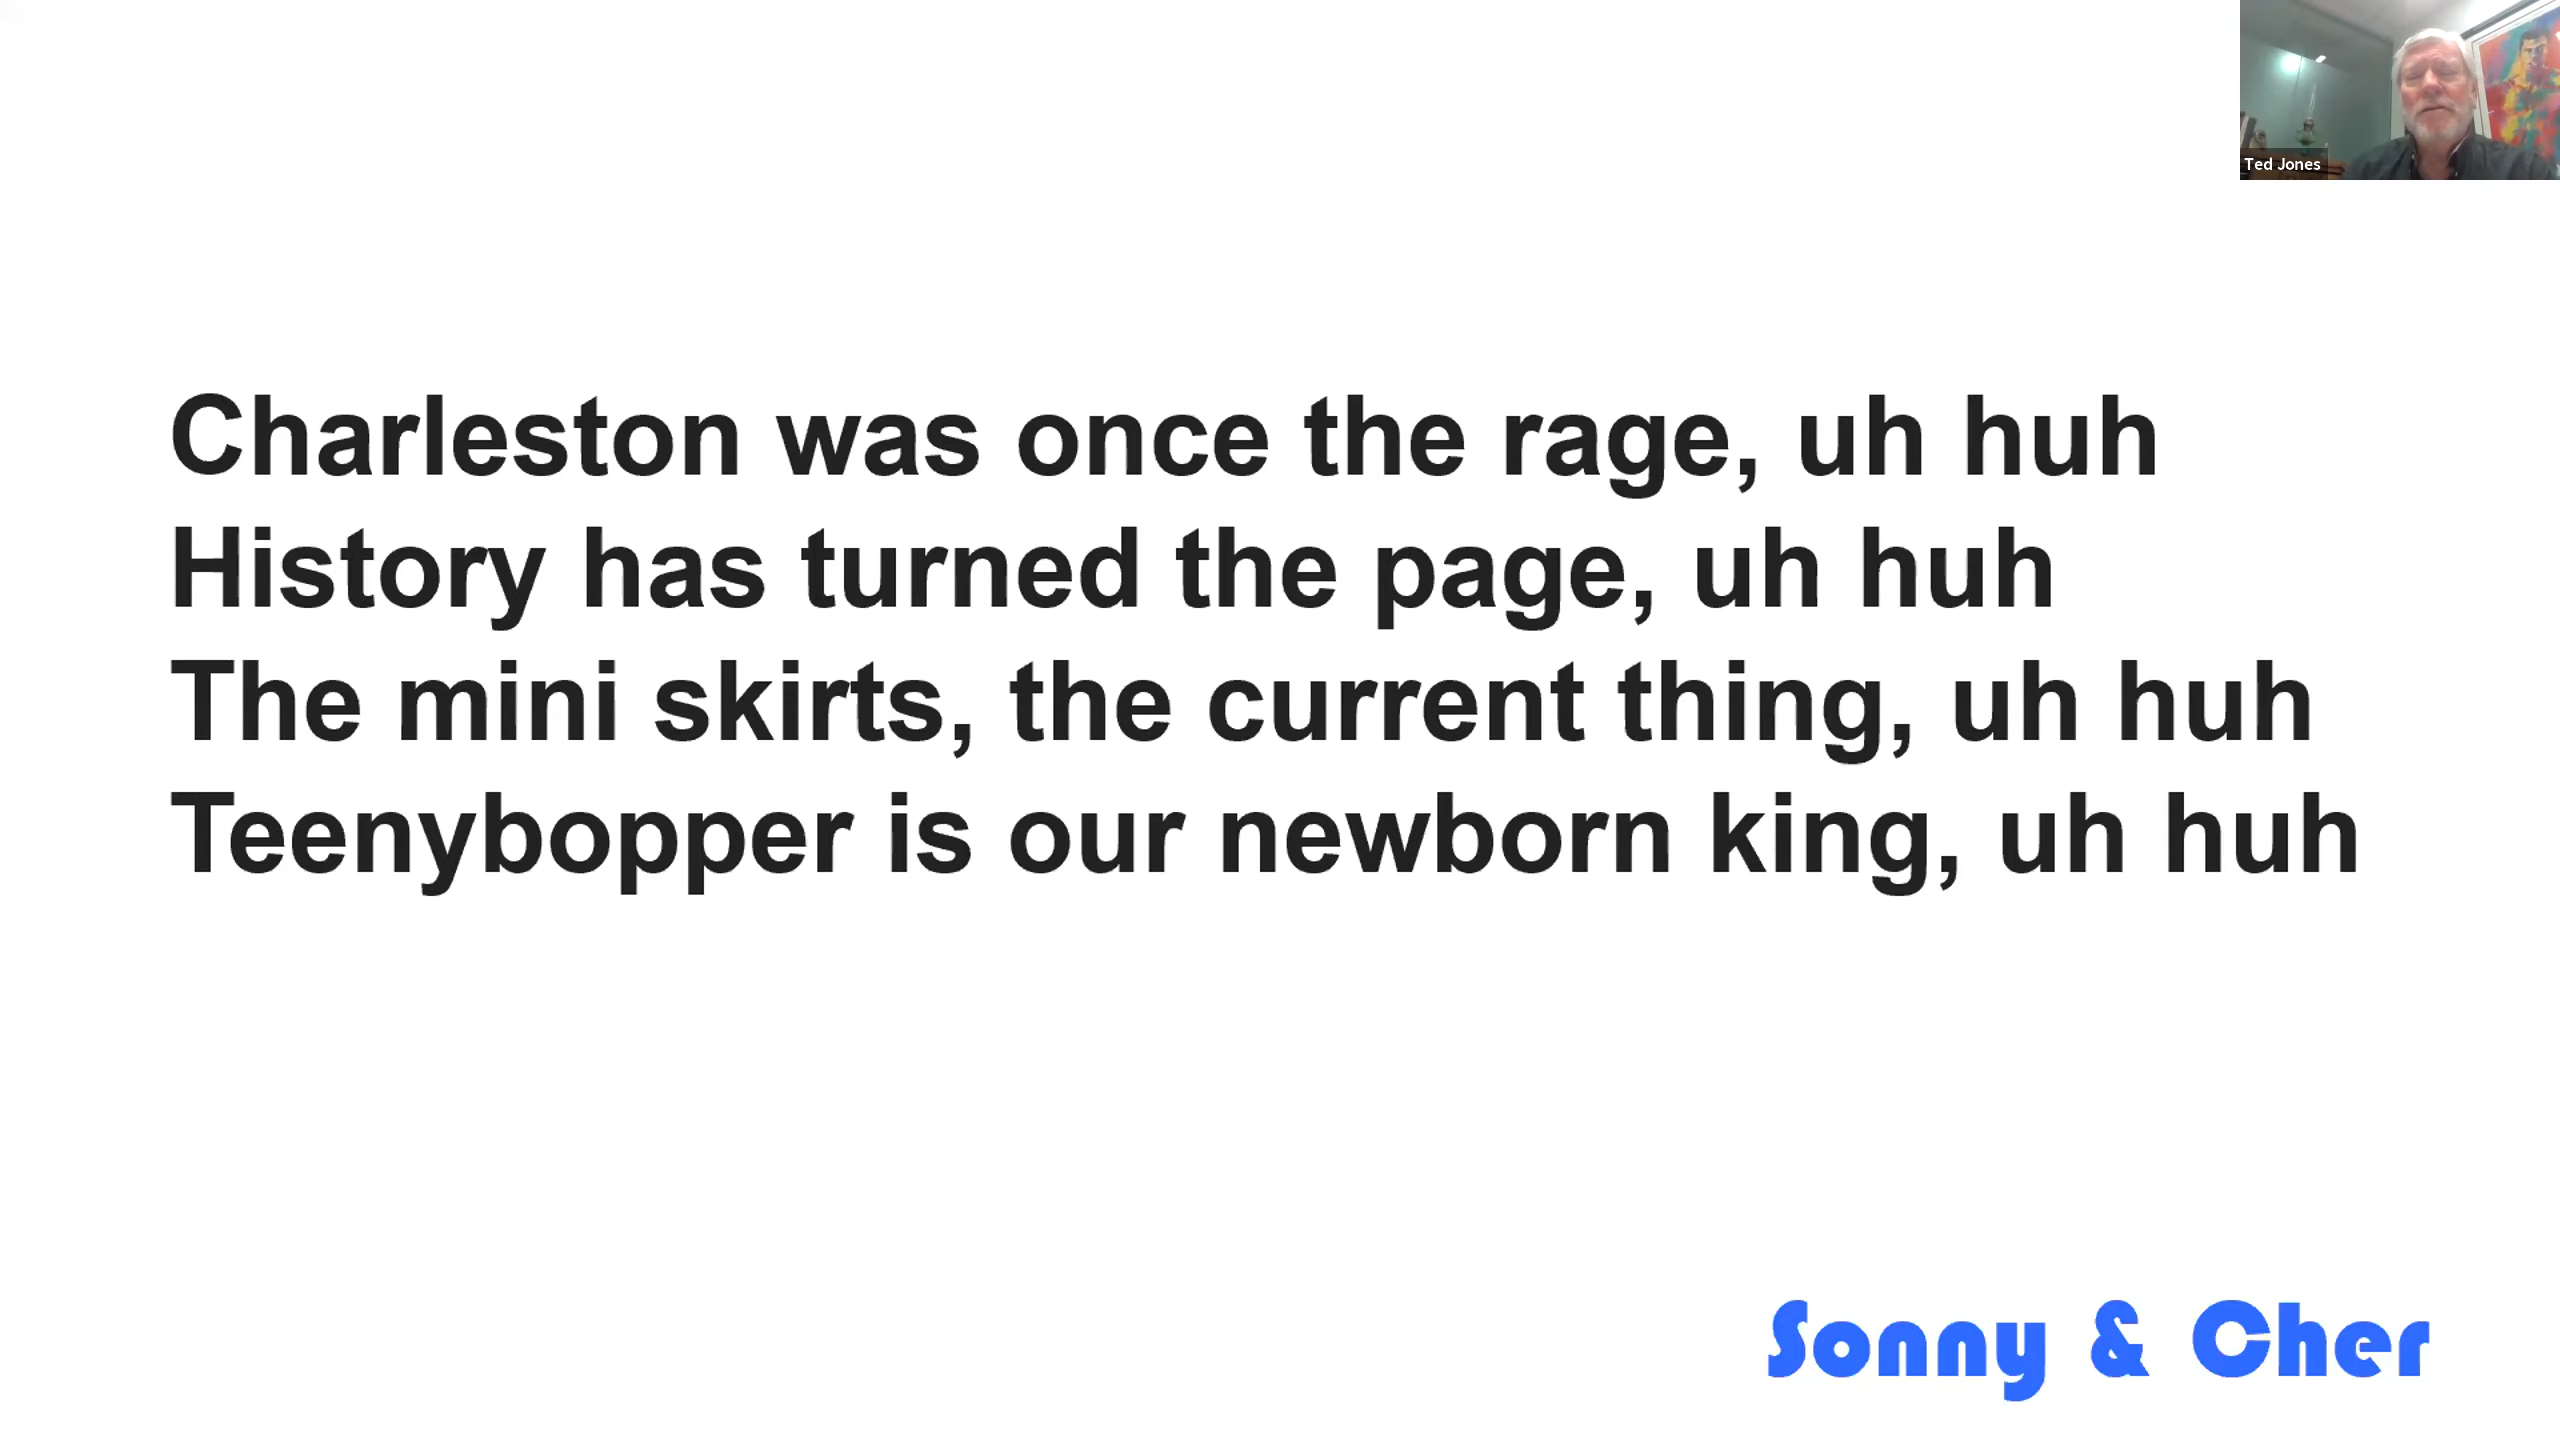 Ted Jones
Charleston was once the rage, uh huh
History has turned the page, uh huh
The mini skirts, the current thing, uh huh
Teenybopper is our newborn king, uh huh
Sonny & Cher